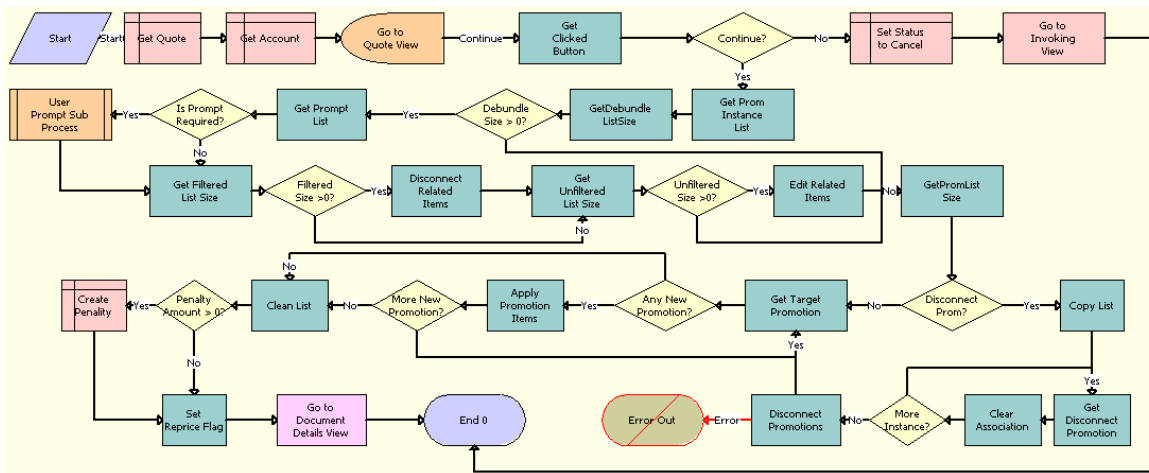 Start
Start
Get Quote
Get Account
Go to
Quote View
Continue
Get
Clicked
Button
Continue?
No
Set Status
to Cancel
Go to
Invoking
View
Yes
User
Prompt Sub
Process
Yes
Is Prompt
Required?
Get Prompt
List
Yes
Debundle
Size > 0?
GetDebundle
ListSize
Get Prom
Instance
List
No
Get Filtered
List Size
Filtered
Size >0?
Yes
Disconnect
Related
Items
Get
Unfiltered
List Size
Unfiltered
Size >0?
Yes
Edit Related
Items
No
GetPromList
Size
No
No
Create
Penality
Yes
Penalty
Amount > 0?
Clean List
No
More New
Promotion?
Apply
Promotion
Items
Yes
Any New
Promotion?
Get Target
Promotion
No
Disconnect
Prom?
Yes
Copy List
Yes
No
Yes
Set
Reprice Flag
Go to
Document
Details View
End 0
Error Out
Error
Disconnect
Promotions
No
More
Instance?
Clear
Association
Get
Disconnect
Promotion